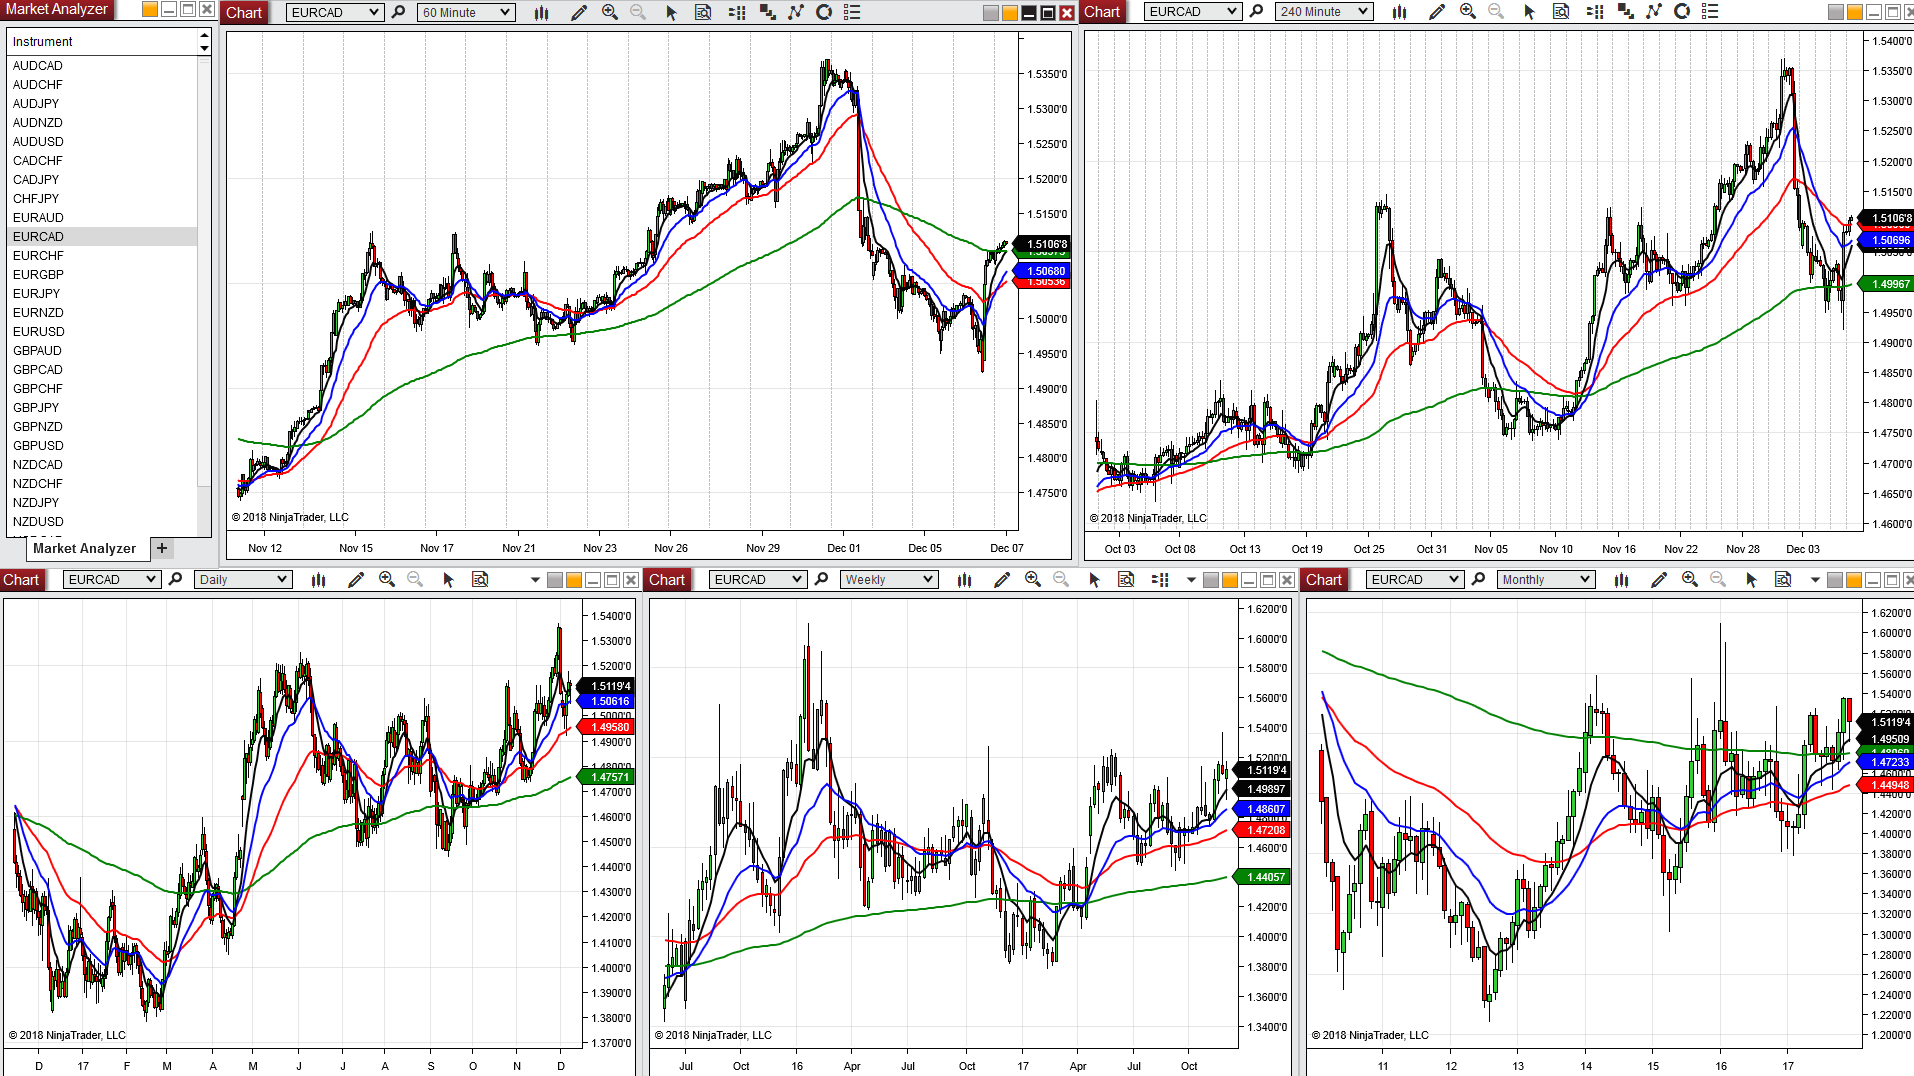 Market Analyzer
Instrument
AUDCAD
AUDCHF
AUDJPY
AUDNZD
AUDUSD
CADCHF
CADJPY
CHFJPY
EURAUD
EURCAD
EURCHF
EURGBP
EURJPY
EURNZD
EURUSD
GBPAUD
GBPCAD
GBPCHF
GBPJPY
GBPNZD
GBPUSD
NZDCAD
NZDCHF
NZDJPY
NZDUSD
Market Analyzer +
Chart EURCAD 60 Minute
1.5350'0
1.5300'0
1.5250'0
1.5200'0
1.5150'0
1.5106'8
1.50680
1.50536
1.5000'0
1.4950'0
1.4900'0
1.4850'0
1.4800'0
1.4750'0
© 2018 NinjaTrader, LLC
Nov 12 Nov 15 Nov 17 Nov 21 Nov 23 Nov 26 Nov 29 Dec 01 Dec 05 Dec 07
Chart EURCAD 240 Minute
1.5400'0
1.5350'0
1.5300'0
1.5250'0
1.5200'0
1.5150'0
1.5106'8
1.50696
1.49967
1.4950'0
1.4900'0
1.4850'0
1.4800'0
1.4750'0
1.4700'0
1.4650'0
1.4600'0
© 2018 NinjaTrader, LLC
Oct 03 Oct 08 Oct 13 Oct 19 Oct 25 Oct 31 Nov 05 Nov 10 Nov 16 Nov 22 Nov 28 Dec 03
Chart EURCAD Daily
1.5400'0
1.5300'0
1.5200'0
1.5119'4
1.50616
1.5000'0
1.49580
1.4900'0
1.47571
1.4700'0
1.4600'0
1.4500'0
1.4400'0
1.4300'0
1.4200'0
1.4100'0
1.4000'0
1.3900'0
1.3800'0
1.3700'0
© 2018 NinjaTrader, LLC
D 17 F M A M J J A S O N D
Chart EURCAD Weekly
1.6200'0
1.6000'0
1.5800'0
1.5600'0
1.5400'0
1.5200'0
1.5119'4
1.49897
1.48607
1.47208
1.4600'0
1.44057
1.4200'0
1.4000'0
1.3800'0
1.3600'0
1.3400'0
© 2018 NinjaTrader, LLC
Jul Oct 16 Apr Jul Oct 17 Apr Jul Oct
Chart EURCAD Monthly
1.6200'0
1.6000'0
1.5800'0
1.5600'0
1.5400'0
1.5119'4
1.49509
1.47233
1.44948
1.4400'0
1.4200'0
1.4000'0
1.3800'0
1.3600'0
1.3400'0
1.3200'0
1.3000'0
1.2800'0
1.2600'0
1.2400'0
1.2200'0
1.2000'0
© 2018 NinjaTrader, LLC
11 12 13 14 15 16 17